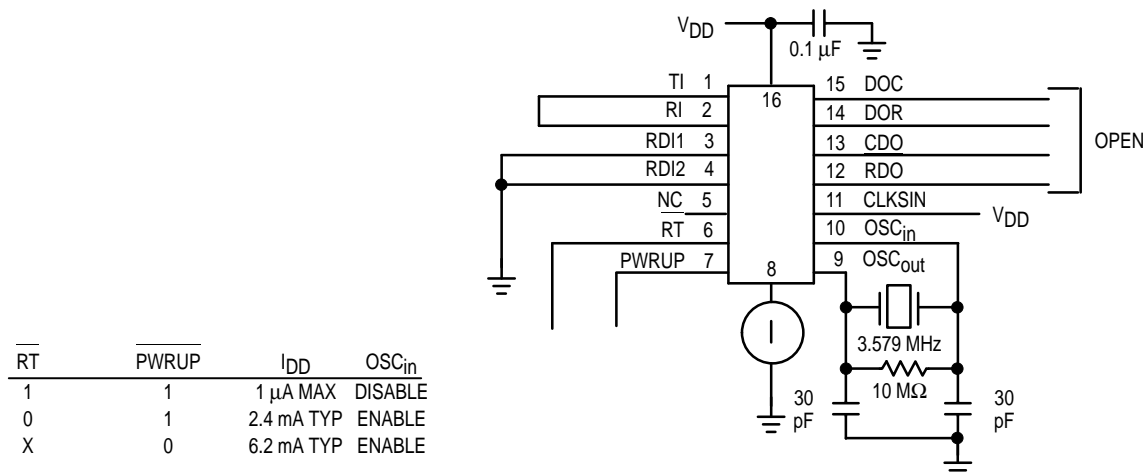 VDD
0.1 μF
TI 1
RI 2
RDI1 3
RDI2 4
NC 5
RT 6
PWRUP 7
16
8
15 DOC
14 DOR
13 CDO
12 RDO
11 CLKSIN
10 OSCin
9 OSCout
OPEN
VDD
I
3.579 MHz
10 MΩ
30 pF
30 pF
RT PWRUP IDD OSCin
1 1 1 μA MAX DISABLE
0 1 2.4 mA TYP ENABLE
X 0 6.2 mA TYP ENABLE